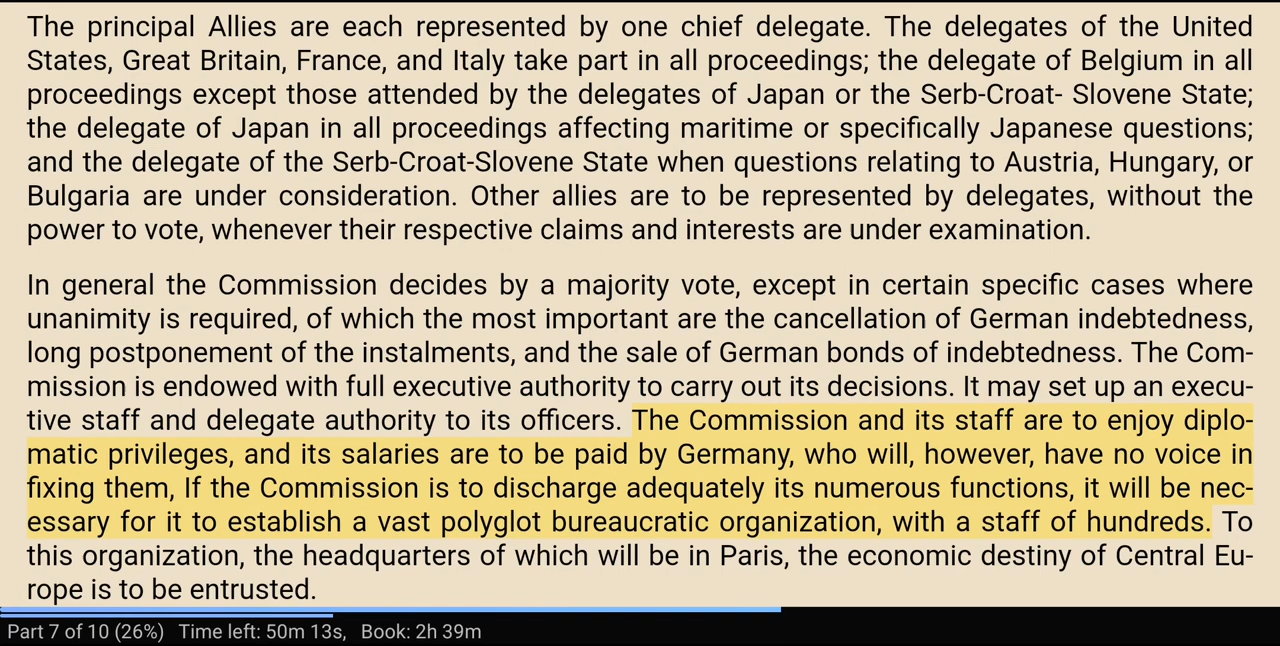 The principal Allies are each represented by one chief delegate. The delegates of the United
States, Great Britain, France, and Italy take part in all proceedings; the delegate of Belgium in all
proceedings except those attended by the delegates of Japan or the Serb-Croat- Slovene State;
the delegate of Japan in all proceedings affecting maritime or specifically Japanese questions;
and the delegate of the Serb-Croat-Slovene State when questions relating to Austria, Hungary, or
Bulgaria are under consideration. Other allies are to be represented by delegates, without the
power to vote, whenever their respective claims and interests are under examination.
In general the Commission decides by a majority vote, except in certain specific cases where
unanimity is required, of which the most important are the cancellation of German indebtedness,
long postponement of the instalments, and the sale of German bonds of indebtedness. The Com-
mission is endowed with full executive authority to carry out its decisions. It may set up an execu-
tive staff and delegate authority to its officers. The Commission and its staff are to enjoy diplo-
matic privileges, and its salaries are to be paid by Germany, who will, however, have no voice in
fixing them, If the Commission is to discharge adequately its numerous functions, it will be nec-
essary for it to establish a vast polyglot bureaucratic organization, with a staff of hundreds. To
this organization, the headquarters of which will be in Paris, the economic destiny of Central Eu-
rope is to be entrusted.
Part 7 of 10 (26%) Time left: 50m 13s, Book: 2h 39m